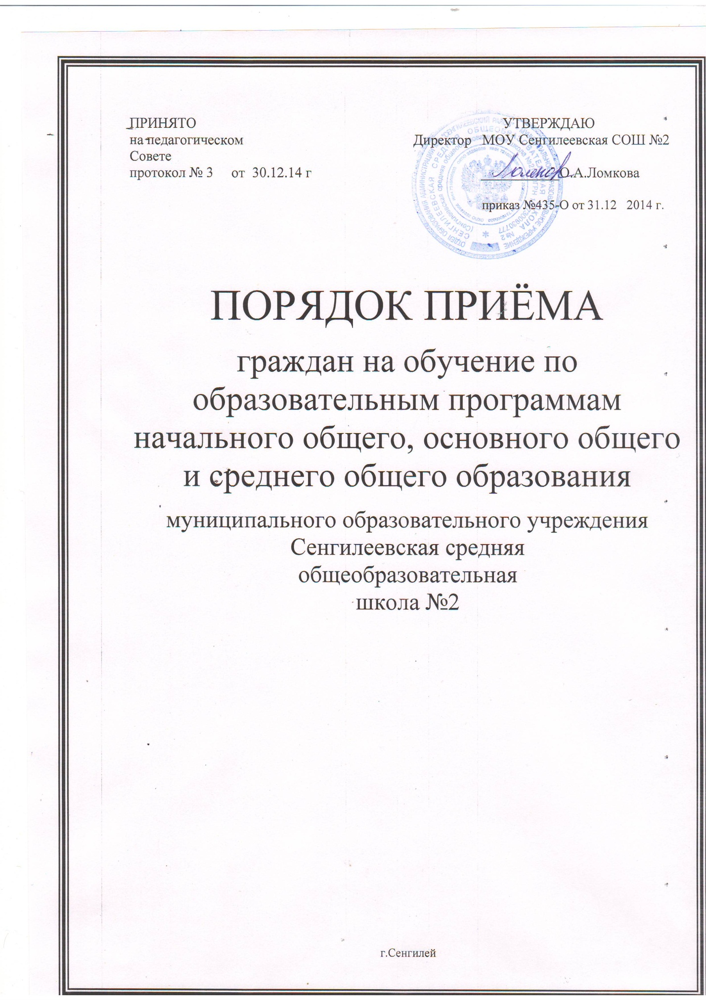 ПРИНЯТО
на педагогическом
Совете
протокол № 3 от 30.12.14 г
УТВЕРЖДАЮ
Директор МОУ Сенгилеевская СОШ №2
О.А.Ломкова
приказ №435-О от 31.12 2014 г.
ПОРЯДОК ПРИЁМА
граждан на обучение по
образовательным программам
начального общего, основного общего
и среднего общего образования
муниципального образовательного учреждения
Сенгилеевская средняя
общеобразовательная
школа №2
г.Сенгилей